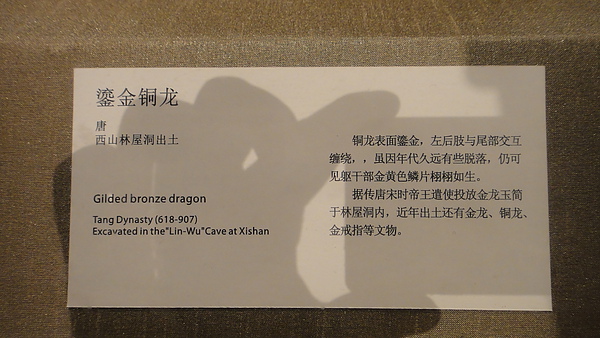 鎏金铜龙
唐
西山林屋洞出土
Gilded bronze dragon
Tang Dynasty (618-907)
Excavated in the"Lin-Wu"Cave at Xishan
铜龙表面鎏金，左后肢与尾部交互
缠绕，，虽因年代久远有些脱落，仍可
见躯干部金黄色鳞片栩栩如生。
据传唐宋时帝王遣使投放金龙玉简
于林屋洞内，近年出土还有金龙、铜龙、
金戒指等文物。